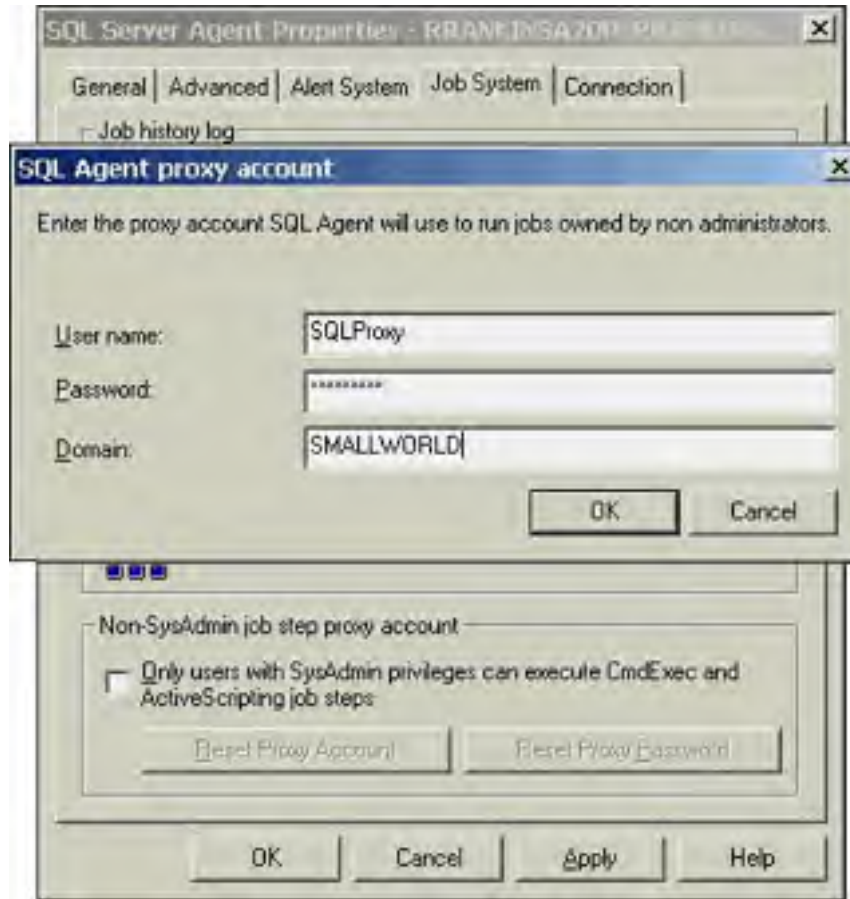 SQL Server Agent Properties -
General Advanced Alert System Job System Connection
Job history log
SQL Agent proxy account
Enter the proxy account SQL Agent will use to run jobs owned by non administrators.
User name: SQLProxy
Password: *********
Domain: SMALLWORLD
OK Cancel
Non-SysAdmin job step proxy account
Only users with SysAdmin privileges can execute CmdExec and
ActiveScripting job steps
Reset Proxy Account Reset Proxy Password
OK Cancel Apply Help